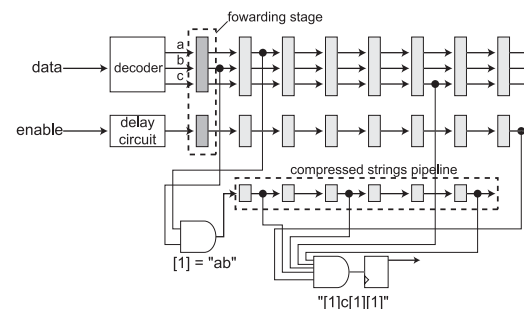 fowarding stage
a
b
c
data
decoder
enable
delay
circuit
compressed strings pipeline
[1] = "ab"
"[1]c[1][1]"